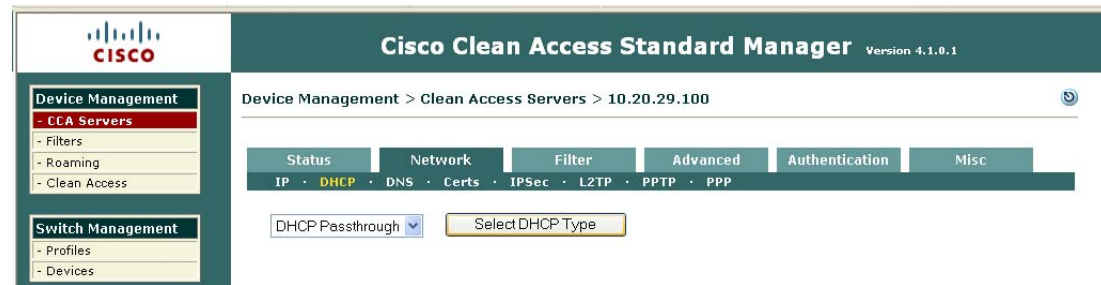 CISCO
Cisco Clean Access Standard Manager Version 4.1.0.1
Device Management
- CCA Servers
- Filters
- Roaming
- Clean Access
Switch Management
- Profiles
- Devices
Device Management > Clean Access Servers > 10.20.29.100
Status Network Filter Advanced Authentication Misc
IP · DHCP · DNS · Certs · IPSec · L2TP · PPTP · PPP
DHCP Passthrough Select DHCP Type